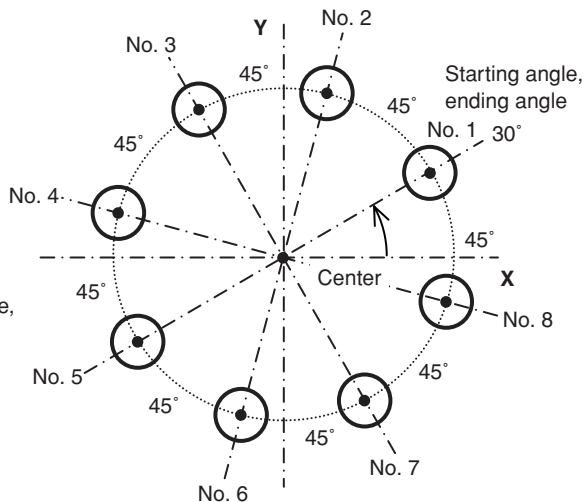 No. 2
Y
No. 3
45˚
45˚
Starting angle,
ending angle
No. 1
30˚
45˚
No. 4
45˚
Center
X
45˚
e,
No. 8
No. 5
45˚
45˚
45˚
No. 7
No. 6